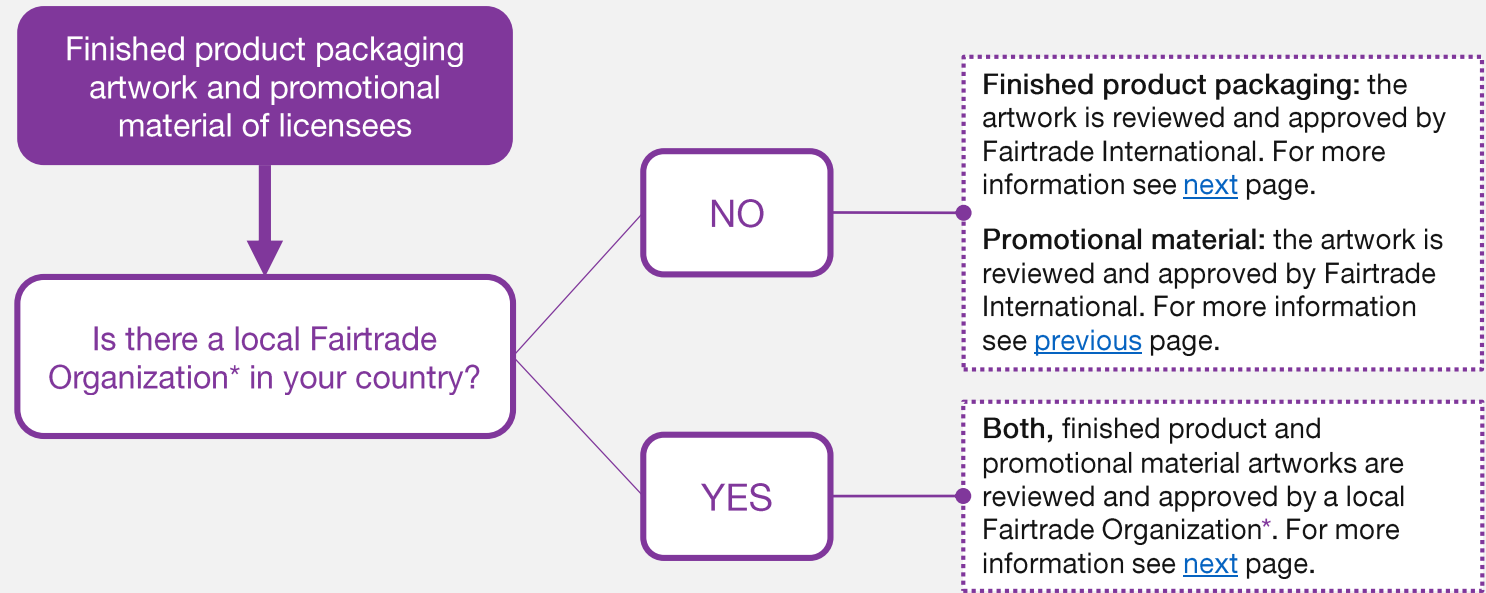 Finished product packaging
artwork and promotional
material of licensees
Is there a local Fairtrade
Organization* in your country?
NO
Finished product packaging: the
artwork is reviewed and approved by
Fairtrade International. For more
information see next page.
Promotional material: the artwork is
reviewed and approved by Fairtrade
International. For more information
see previous page.
YES
Both, finished product and
promotional material artworks are
reviewed and approved by a local
Fairtrade Organization*. For more
information see next page.